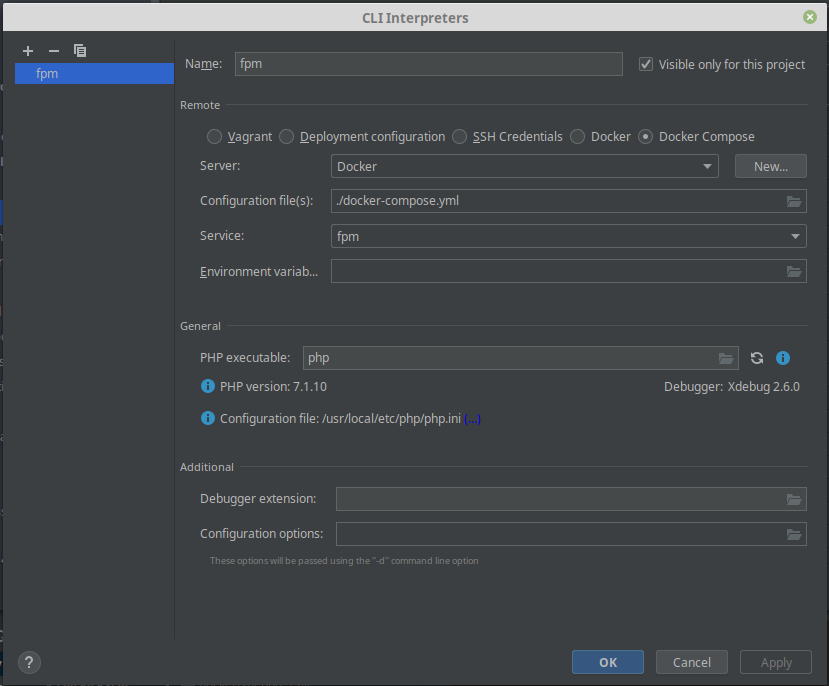 CLI Interpreters
fpm
Name: fpm Visible only for this project
Remote
Vagrant Deployment configuration SSH Credentials Docker Docker Compose
Server: Docker New...
Configuration file(s): ./docker-compose.yml
Service: fpm
Environment variab...
General
PHP executable: php
PHP version: 7.1.10 Debugger: Xdebug 2.6.0
Configuration file: /usr/local/etc/php/php.ini (...)
Additional
Debugger extension:
Configuration options:
These options will be passed using the "-d" command line option
? OK Cancel Apply